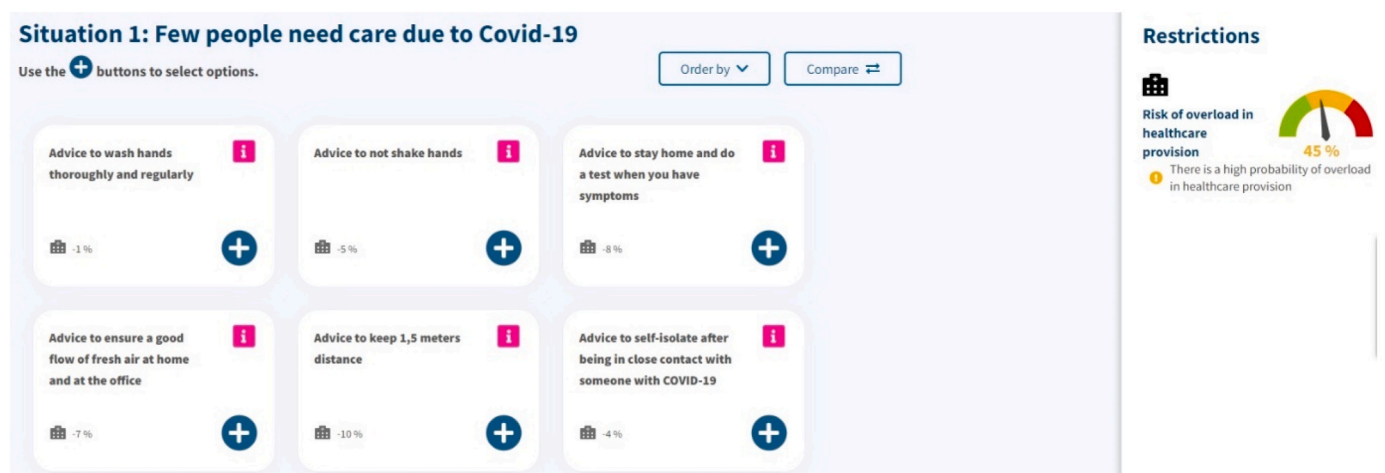 Situation 1: Few people need care due to Covid-19
Use the + buttons to select options.
Order by
Compare
Advice to wash hands
thoroughly and regularly
i
-1 %
Advice to not shake hands
i
-5 %
Advice to stay home and do
a test when you have
symptoms
i
-8 %
Advice to ensure a good
flow of fresh air at home
and at the office
i
-7 %
Advice to keep 1,5 meters
distance
i
-10 %
Advice to self-isolate after
being in close contact with
someone with COVID-19
i
-4 %
Restrictions
Risk of overload in
healthcare
provision
45 %
There is a high probability of overload
in healthcare provision